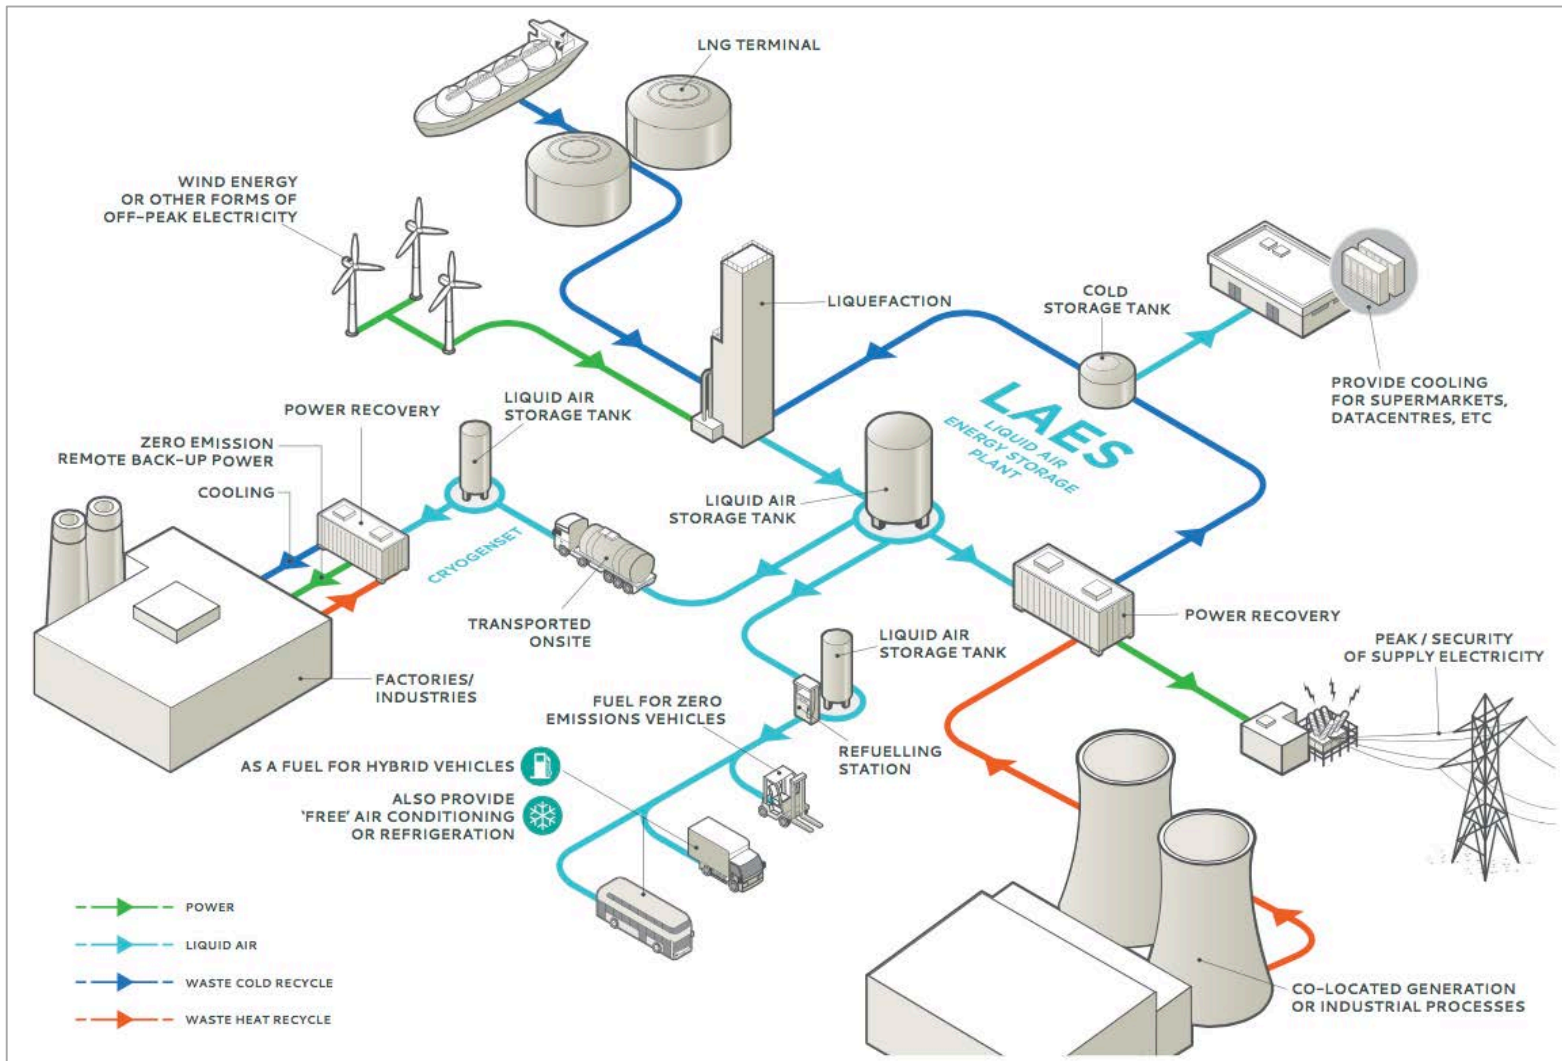 LNG TERMINAL
WIND ENERGY
OR OTHER FORMS OF
OFF-PEAK ELECTRICITY
LIQUEFACTION
COLD
STORAGE TANK
PROVIDE COOLING
FOR SUPERMARKETS,
DATACENTRES, ETC
LAES
LIQUID AIR
ENERGY STORAGE
PLANT
LIQUID AIR
STORAGE TANK
POWER RECOVERY
ZERO EMISSION
REMOTE BACK-UP POWER
COOLING
LIQUID AIR
STORAGE TANK
CRYOGENSET
TRANSPORTED
ONSITE
FACTORIES/
INDUSTRIES
POWER RECOVERY
PEAK / SECURITY
OF SUPPLY ELECTRICITY
LIQUID AIR
STORAGE TANK
FUEL FOR ZERO
EMISSIONS VEHICLES
REFUELLING
STATION
AS A FUEL FOR HYBRID VEHICLES
ALSO PROVIDE
'FREE' AIR CONDITIONING
OR REFRIGERATION
POWER
LIQUID AIR
WASTE COLD RECYCLE
WASTE HEAT RECYCLE
CO-LOCATED GENERATION
OR INDUSTRIAL PROCESSES